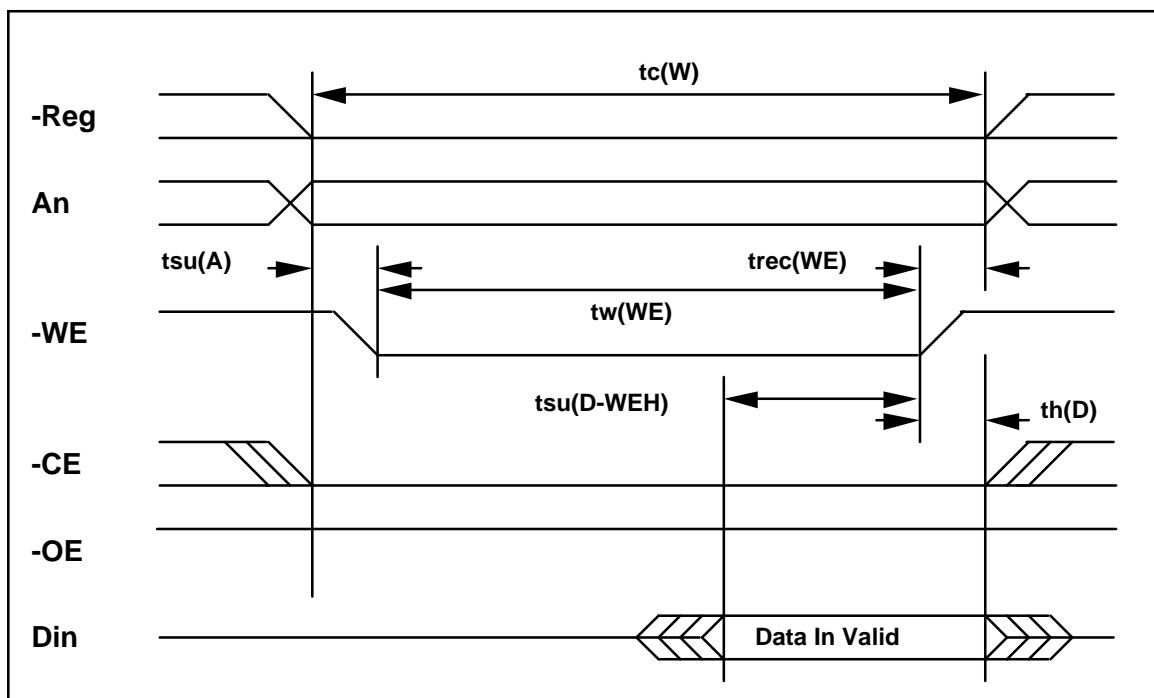 tc(W)
-Reg
An
tsu(A)
trec(WE)
tw(WE)
-WE
tsu(D-WEH)
th(D)
-CE
-OE
Din
Data In Valid